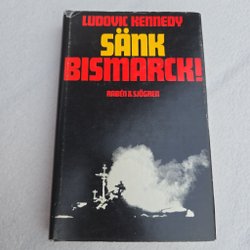 LUDOVIC KENNEDY
SÄNK
BISMARCK!
RABÉN & SJÖGREN